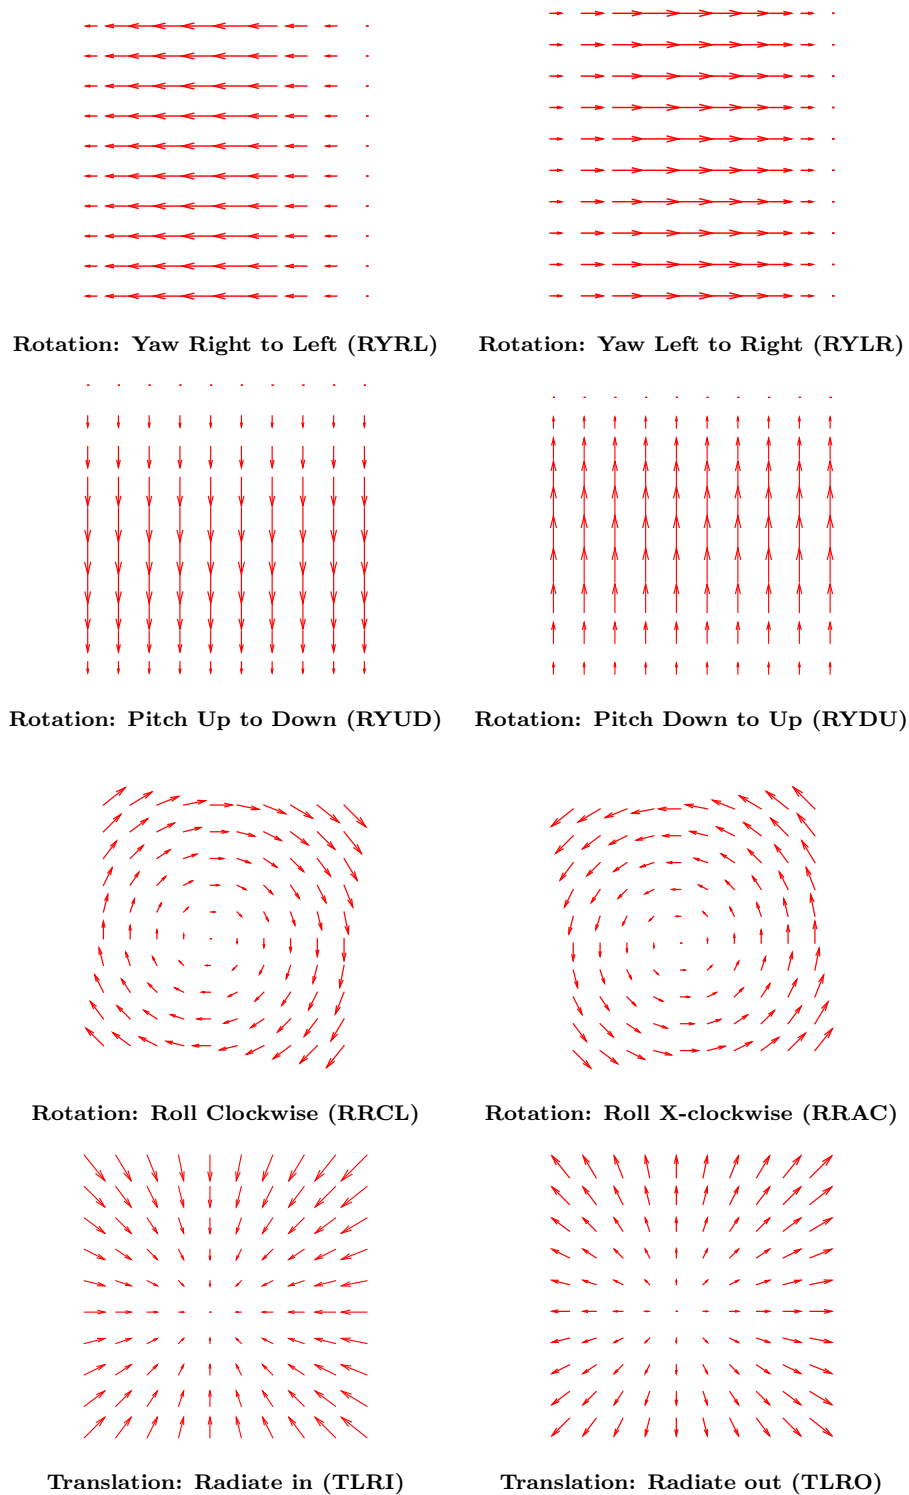 Rotation: Yaw Right to Left (RYRL)
Rotation: Yaw Left to Right (RYLR)
Rotation: Pitch Up to Down (RYUD)
Rotation: Pitch Down to Up (RYDU)
Rotation: Roll Clockwise (RRCL)
Rotation: Roll X-clockwise (RRAC)
Translation: Radiate in (TLRI)
Translation: Radiate out (TLRO)